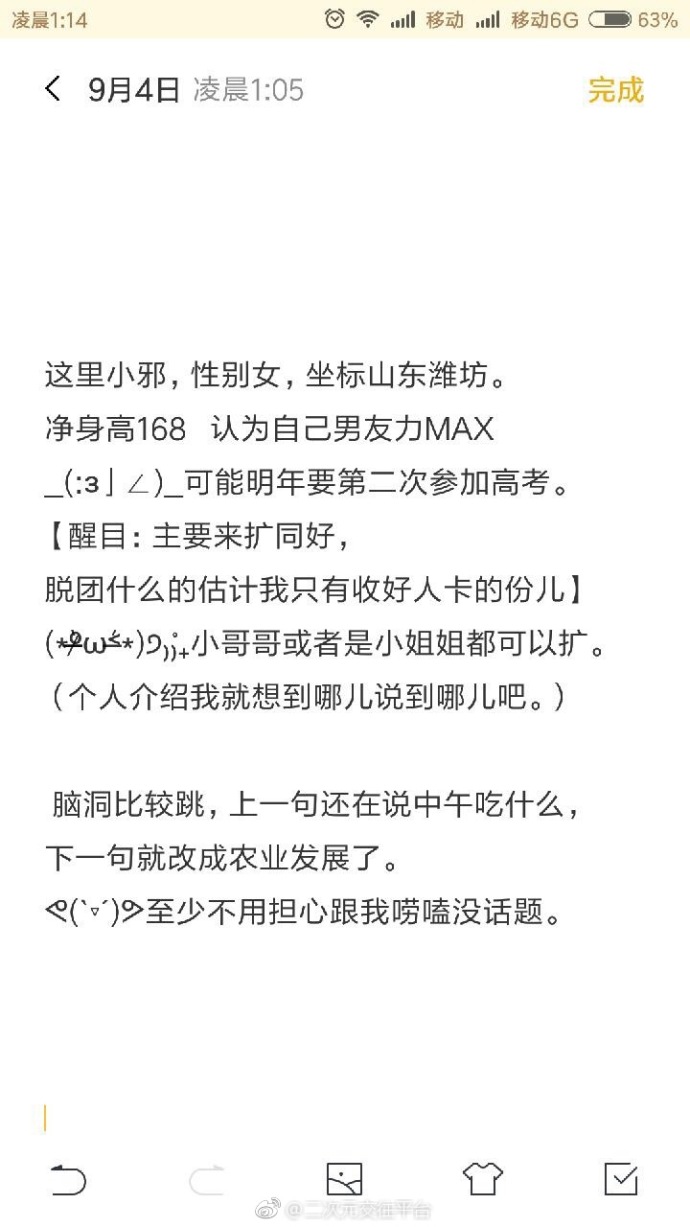 凌晨1:14 移动 移动6G 63%
9月4日 凌晨1:05 完成
这里小邪，性别女，坐标山东潍坊。
净身高168 认为自己男友力MAX
_(:з」∠)_可能明年要第二次参加高考。
【醒目：主要来扩同好，
脱团什么的估计我只有收好人卡的份儿】
(⁎⁍̴̛ω⁍̴̛⁎)੭⁾⁾̊₊小哥哥或者是小姐姐都可以扩。
（个人介绍我就想到哪儿说到哪儿吧。）
脑洞比较跳，上一句还在说中午吃什么，
下一句就改成农业发展了。
ᕙ(`▿´)ᕗ至少不用担心跟我唠嗑没话题。
@二次元交征平台